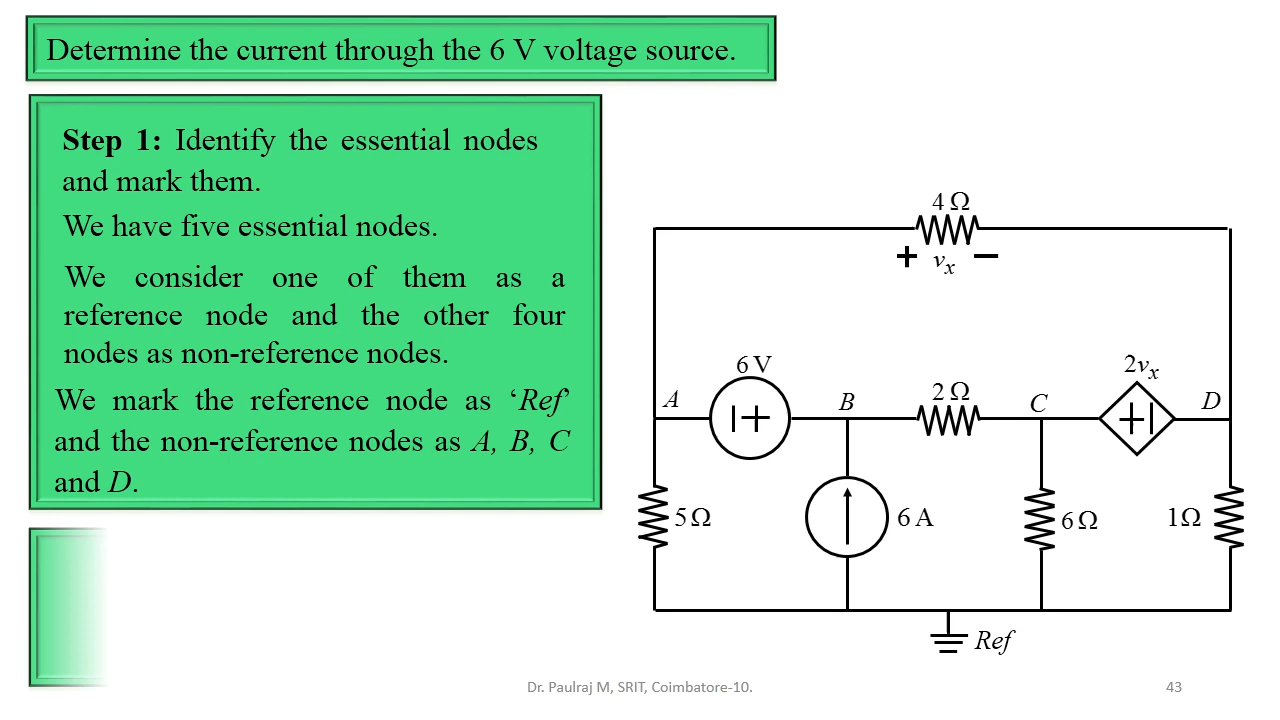 Determine the current through the 6 V voltage source.
Step 1: Identify the essential nodes
and mark them.
We have five essential nodes.
We consider one of them as a
reference node and the other four
nodes as non-reference nodes.
We mark the reference node as ‘Ref’
and the non-reference nodes as A, B, C
and D.
4 Ω
+ vx −
6 V
2vx
A
B
2 Ω
C
D
5 Ω
6 A
6 Ω
1Ω
Ref
Dr. Paulraj M, SRIT, Coimbatore-10.
43